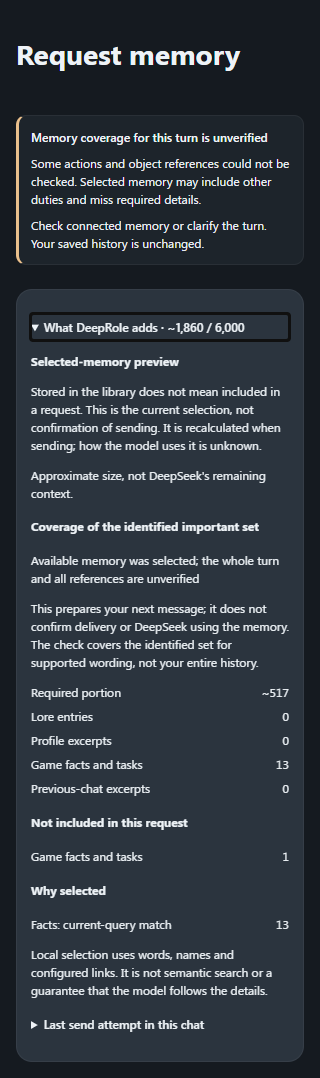 Request memory
Memory coverage for this turn is unverified
Some actions and object references could not be
checked. Selected memory may include other
duties and miss required details.
Check connected memory or clarify the turn.
Your saved history is unchanged.
▼ What DeepRole adds · ~1,860 / 6,000
Selected-memory preview
Stored in the library does not mean included in
a request. This is the current selection, not
confirmation of sending. It is recalculated when
sending; how the model uses it is unknown.
Approximate size, not DeepSeek's remaining
context.
Coverage of the identified important set
Available memory was selected; the whole turn
and all references are unverified
This prepares your next message; it does not
confirm delivery or DeepSeek using the memory.
The check covers the identified set for
supported wording, not your entire history.
Required portion ~517
Lore entries 0
Profile excerpts 0
Game facts and tasks 13
Previous-chat excerpts 0
Not included in this request
Game facts and tasks 1
Why selected
Facts: current-query match 13
Local selection uses words, names and
configured links. It is not semantic search or a
guarantee that the model follows the details.
▶ Last send attempt in this chat